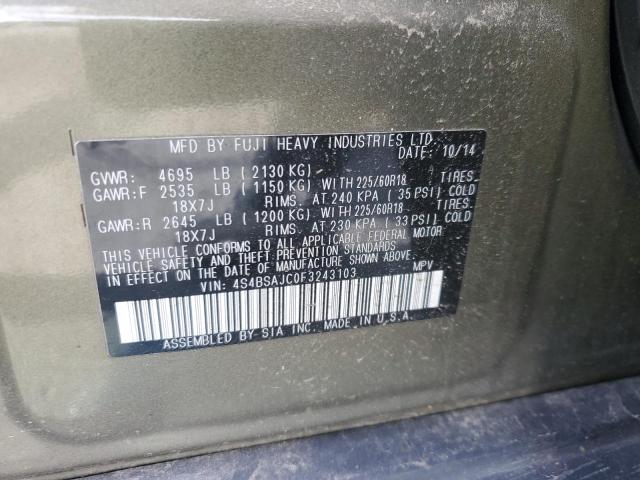 MFD BY FUJI HEAVY INDUSTRIES LTD.
DATE: 10/14
GVWR: 4695 LB (2130 KG)
GAWR:F 2535 LB (1150 KG) WITH 225/60R18 TIRES.
18X7J RIMS. AT 240 KPA (35 PSI) COLD
GAWR:R 2645 LB (1200 KG) WITH 225/60R18 TIRES.
18X7J RIMS. AT 230 KPA (33 PSI) COLD
THIS VEHICLE CONFORMS TO ALL APPLICABLE FEDERAL MOTOR
VEHICLE SAFETY AND THEFT PREVENTION STANDARDS
IN EFFECT ON THE DATE OF MANUFACTURE SHOWN ABOVE.
VIN: 4S4BSAJC0F3243103 MPV
ASSEMBLED BY SIA INC. MADE IN U.S.A.